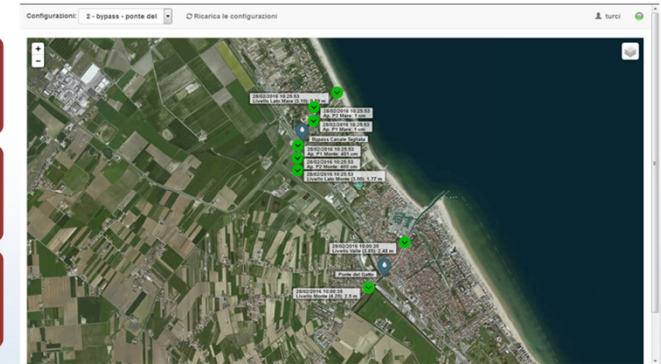 Configurazioni: 2 - bypass - ponte del
Ricarica le configurazioni
turci
+
-
28/02/2016 10:25:53
Livello Lato Mare (3.10):
28/02/2016 10:25:53
Ap. P2 Mare: 1 cm
28/02/2016 10:25:53
Ap. P1 Mare: 1 cm
Bypass Canale Tagliata
28/02/2016 10:25:53
Ap. P1 Monte: 401 cm
28/02/2016 10:25:53
Ap. P2 Monte: 400 cm
28/02/2016 10:25:53
Livello Lato Monte (3.00): 1.77 m
28/02/2016 10:00:35
Livello Valle (3.85): 2.48 m
Ponte del Gatto
28/02/2016 10:00:35
Livello Monte (4.25): 2.5 m